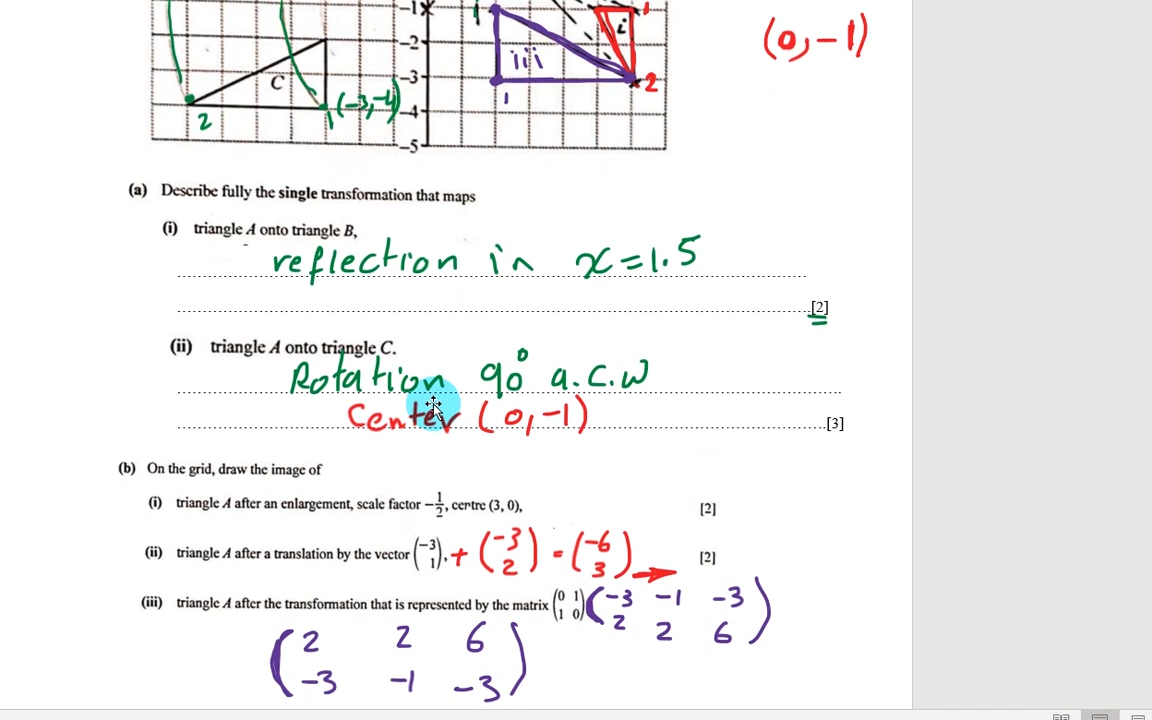 -1
1
1
i
(0, -1)
-2
iii
C
-3
2
1 (-3, -4)
-4
1
2
-5
(a) Describe fully the single transformation that maps
(i) triangle A onto triangle B,
reflection in x = 1.5
[2]
(ii) triangle A onto triangle C.
Rotation 90° a.c.w
Center (0, -1)
[3]
(b) On the grid, draw the image of
(i) triangle A after an enlargement, scale factor -1/2, centre (3, 0), [2]
(ii) triangle A after a translation by the vector (-3 1), + (-3 2) = (-6 3) [2]
(iii) triangle A after the transformation that is represented by the matrix (0 1 1 0) (-3 -1 -3 2 2 6)
(2 2 6
-3 -1 -3)